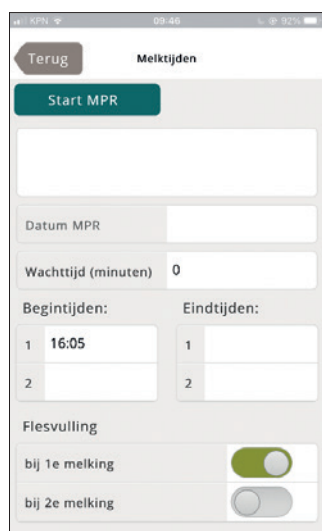 KPN 09:46 92%
Terug Melktijden
Start MPR
Datum MPR
Wachttijd (minuten) 0
Begintijden: Eindtijden:
1 16:05 1
2 2
Flesvulling
bij 1e melking
bij 2e melking